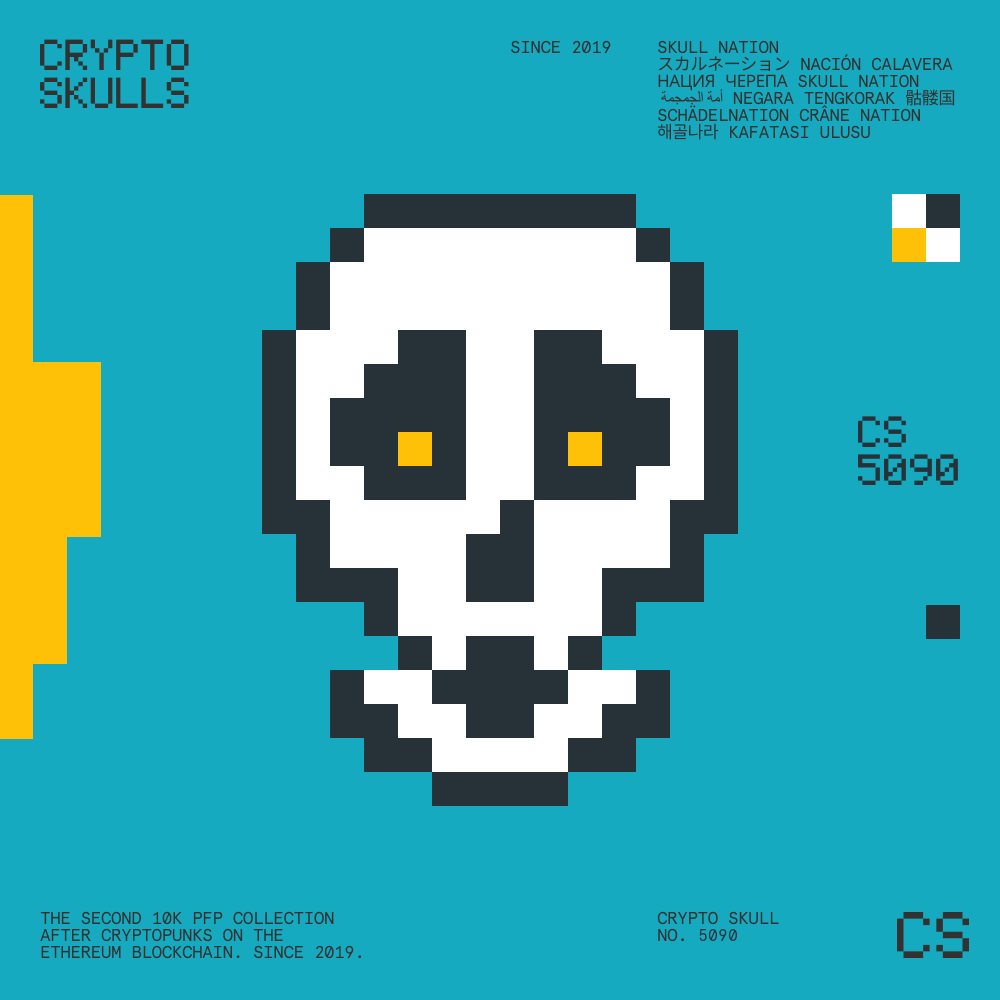 CRYPTO
SKULLS
SINCE 2019
SKULL NATION
スカルネーション NACIÓN CALAVERA
НАЦИЯ ЧЕРЕПА SKULL NATION
أمة الجمجمة NEGARA TENGKORAK 骷髅国
SCHÄDELNATION CRÂNE NATION
해골나라 KAFATASI ULUSU
CS
5090
THE SECOND 10K PFP COLLECTION
AFTER CRYPTOPUNKS ON THE
ETHEREUM BLOCKCHAIN. SINCE 2019.
CRYPTO SKULL
NO. 5090
CS